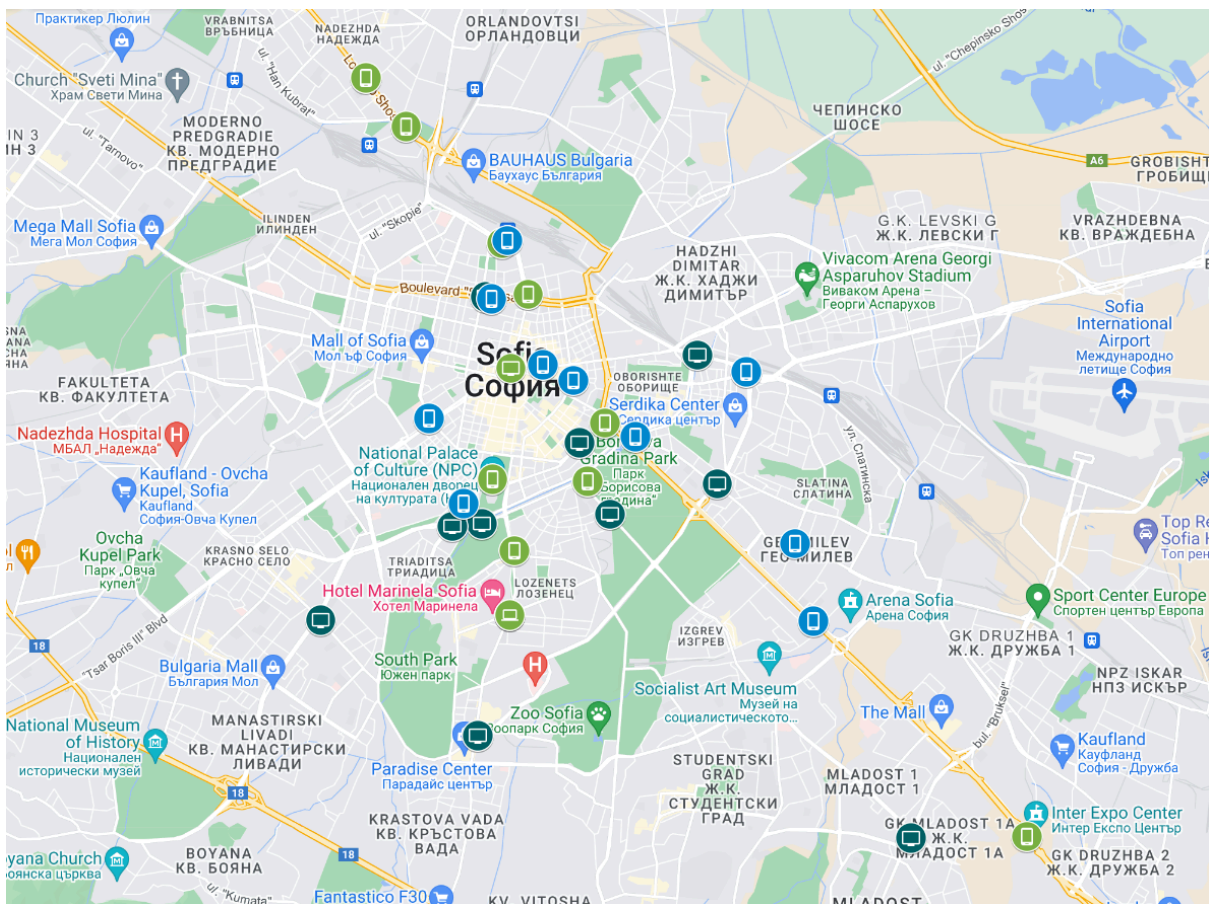 Практикер Люлин
VRABNITSA
ВРЪБНИЦА
NADEZHDA
НАДЕЖДА
ORLANDOVTSI
ОРЛАНДОВЦИ
ul. "Chepinsko Shos
Church "Sveti Mina"
Храм Свети Мина
ul. "Han Kubrat"
MODERNO
PREDGRADIE
КВ. МОДЕРНО
ПРЕДГРАДИЕ
ЧЕПИНСКО
ШОСЕ
IN 3
ul. "Tarnovo"
BAUHAUS Bulgaria
Баухаус България
A6
GROBISHT
ГРОБИЩ
Mega Mall Sofia
Мега Мол София
ILINDEN
ИЛИНДЕН
ul. "Skopie"
G.K. LEVSKI G
Ж.К. ЛЕВСКИ Г
VRAZHDEBNA
КВ. ВРАЖДЕБНА
HADZHI
DIMITAR
Ж.К. ХАДЖИ
ДИМИТЪР
Vivacom Arena Georgi
Asparuhov Stadium
Виваком Арена –
Георги Аспарухов
Boulevard "S
Sofia
International
Airport
Международно
летище София
Mall of Sofia
Мол ъф София
Sofia
София
FAKULTETA
КВ. ФАКУЛТЕТА
OBORISHTE
ОБОРИЩЕ
Serdika Center
Сердика център
Nadezhda Hospital
МБАЛ „Надежда"
National Palace
of Culture (NPC)
Национален дворец
на културата (Н
Gradina Park
Парк
"Борисова
градина"
ул. Слатинска
Kaufland - Ovcha
Kupel, Sofia
Kaufland
София-Овча Купел
SLATINA
СЛАТИНА
Top Re
Sofia H
Топ рен
Ovcha
Kupel Park
Парк „Овча
купел"
KRASNO SELO
КРАСНО СЕЛО
TRIADITSA
ТРИАДИЦА
ГЕО МИЛЕВ
LOZENETS
ЛОЗЕНЕЦ
Hotel Marinela Sofia
Хотел Маринела
Arena Sofia
Арена София
Sport Center Europe
Спортен център Европа
"Tsar Boris III" Blvd
18
IZGREV
ИЗГРЕВ
GK DRUZHBA 1
Ж.К. ДРУЖБА 1
Bulgaria Mall
България Мол
South Park
Южен парк
NPZ ISKAR
НПЗ ИСКЪР
Socialist Art Museum
Музей на
социалистическото...
National Museum
of History
Национален
исторически музей
MANASTIRSKI
LIVADI
КВ. МАНАСТИРСКИ
ЛИВАДИ
Zoo Sofia
Зоопарк София
The Mall
bul. "Bruksel"
Kaufland
Кауфланд
София - Дружба
Paradise Center
Парадайс център
STUDENTSKI
GRAD
Ж.К.
СТУДЕНТСКИ
ГРАД
MLADOST 1
МЛАДОСТ 1
18
KRASTOVA VADA
КВ. КРЪСТОВА
ВАДА
GK MLADOST 1A
Ж.К.
МЛАДОСТ 1А
Inter Expo Center
Интер Експо Център
18
BOYANA
КВ. БОЯНА
oyana Church
Боянска църква
GK DRUZHBA 2
Ж.К. ДРУЖБА 2
ul. "Kumata"
Fantastico F30
KV. VITOSHA
MLADOST